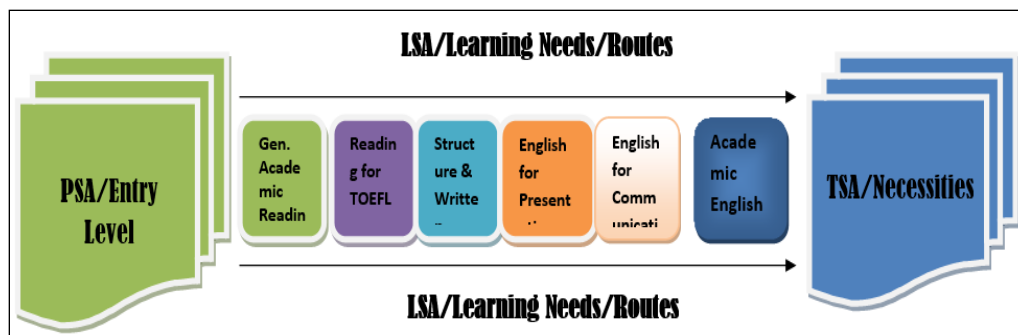 LSA/Learning Needs/Routes
PSA/Entry
Level
Gen.
Acade
mic
Readin
Readin
g for
TOEFL
Struct
ure &
Writte
English
for
Present
English
for
Comm
unicati
Acade
mic
English
TSA/Necessities
LSA/Learning Needs/Routes